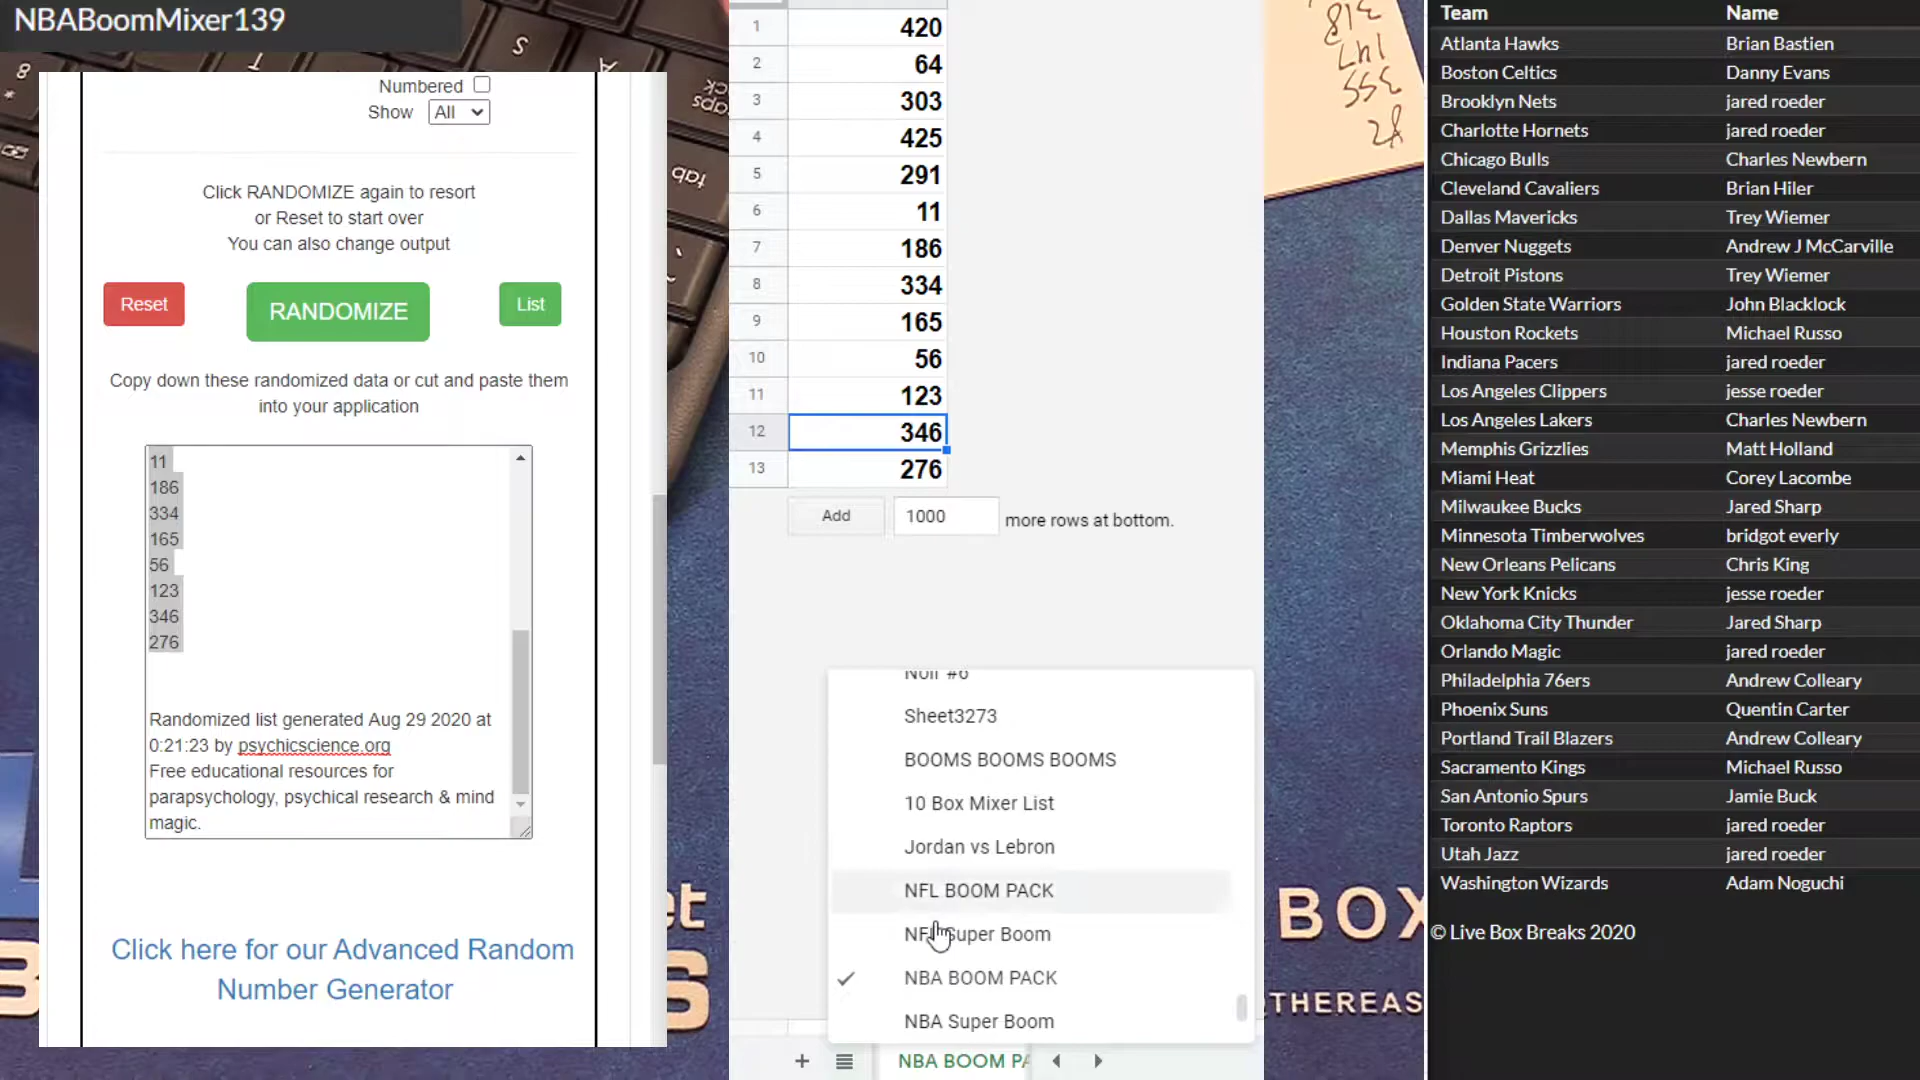 NBABoomMixer139
Numbered
Show All
Click RANDOMIZE again to resort
or Reset to start over
You can also change output
Reset
RANDOMIZE
List
Copy down these randomized data or cut and paste them
into your application
11
186
334
165
56
123
346
276
Randomized list generated Aug 29 2020 at
0:21:23 by psychicscience.org
Free educational resources for
parapsychology, psychical research & mind
magic.
Click here for our Advanced Random
Number Generator
1 420
2 64
3 303
4 425
5 291
6 11
7 186
8 334
9 165
10 56
11 123
12 346
13 276
Add 1000 more rows at bottom.
Sheet3273
BOOMS BOOMS BOOMS
10 Box Mixer List
Jordan vs Lebron
NFL BOOM PACK
NFL Super Boom
NBA BOOM PACK
NBA Super Boom
NBA BOOM PA
318
147
555
BOX
THEREAS
tab
caps
Team Name
Atlanta Hawks Brian Bastien
Boston Celtics Danny Evans
Brooklyn Nets jared roeder
Charlotte Hornets jared roeder
Chicago Bulls Charles Newbern
Cleveland Cavaliers Brian Hiler
Dallas Mavericks Trey Wiemer
Denver Nuggets Andrew J McCarville
Detroit Pistons Trey Wiemer
Golden State Warriors John Blacklock
Houston Rockets Michael Russo
Indiana Pacers jared roeder
Los Angeles Clippers jesse roeder
Los Angeles Lakers Charles Newbern
Memphis Grizzlies Matt Holland
Miami Heat Corey Lacombe
Milwaukee Bucks Jared Sharp
Minnesota Timberwolves bridgot everly
New Orleans Pelicans Chris King
New York Knicks jesse roeder
Oklahoma City Thunder Jared Sharp
Orlando Magic jared roeder
Philadelphia 76ers Andrew Colleary
Phoenix Suns Quentin Carter
Portland Trail Blazers Andrew Colleary
Sacramento Kings Michael Russo
San Antonio Spurs Jamie Buck
Toronto Raptors jared roeder
Utah Jazz jared roeder
Washington Wizards Adam Noguchi
© Live Box Breaks 2020